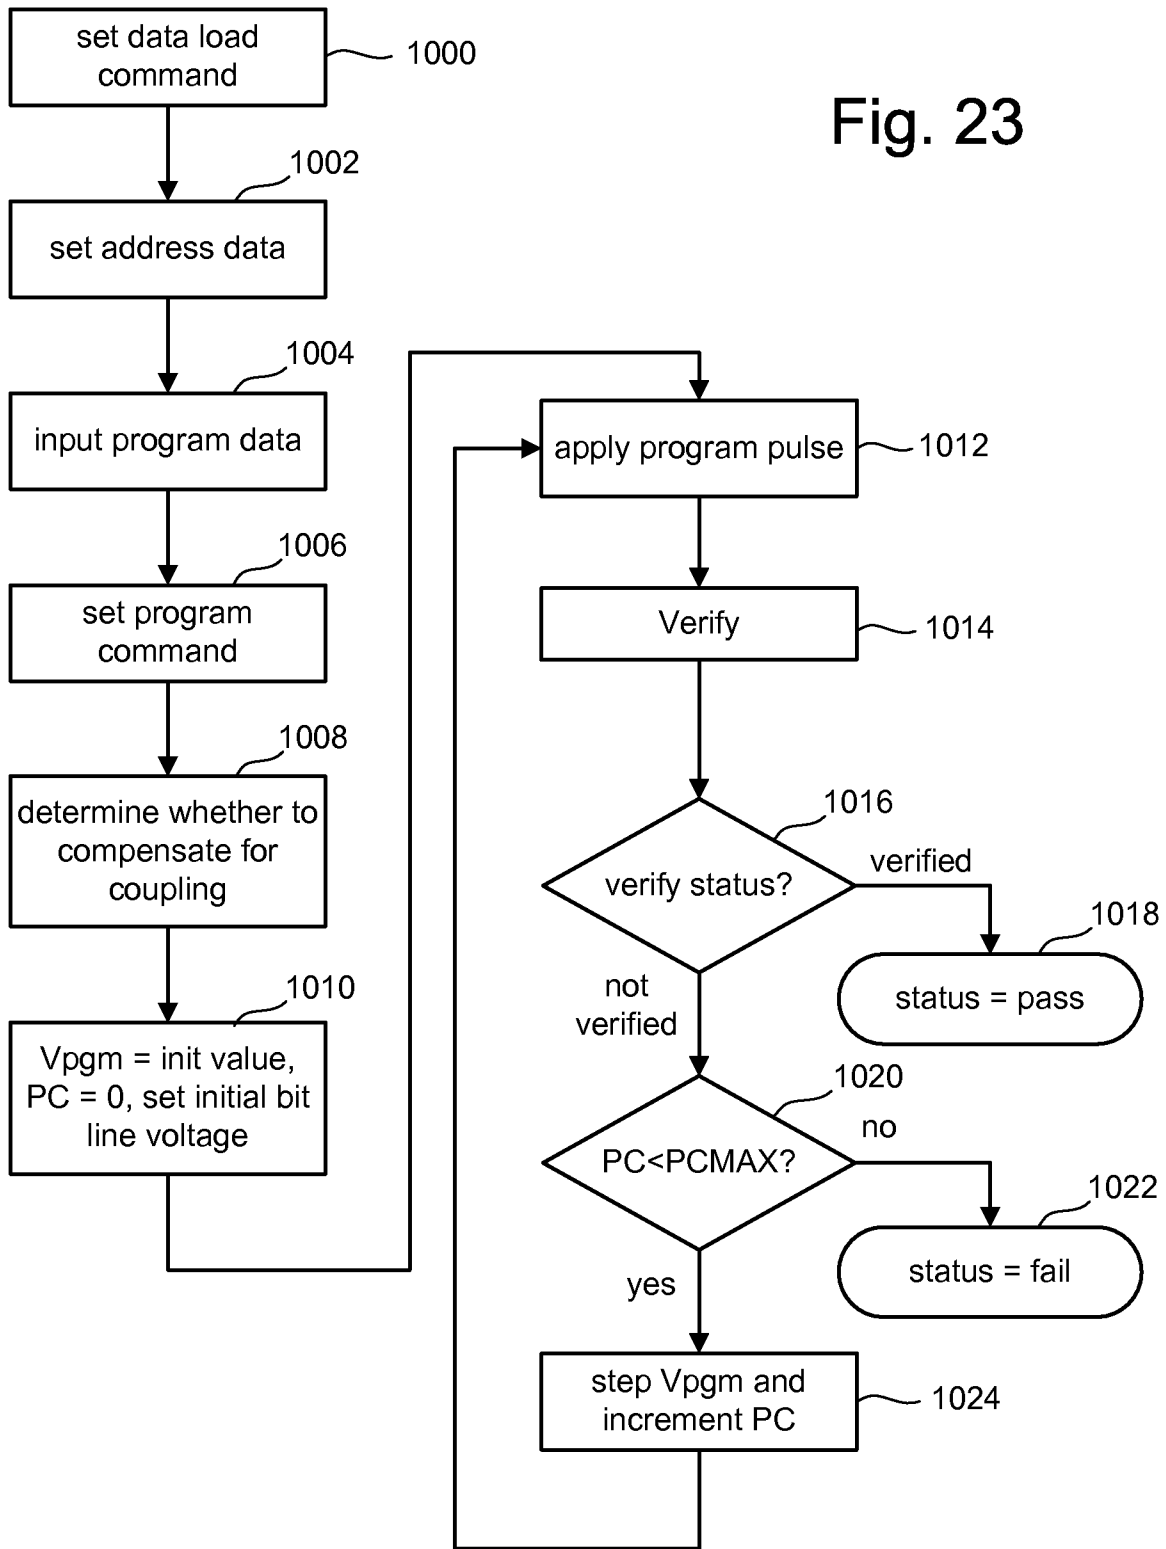 set data load
command
1000
Fig. 23
1002
set address data
1004
input program data
1006
set program
command
1008
determine whether to
compensate for
coupling
1010
Vpgm = init value,
PC = 0, set initial bit
line voltage
apply program pulse
1012
Verify
1014
1016
verify status?
verified
1018
status = pass
not
verified
1020
PC<PCMAX?
no
1022
status = fail
yes
step Vpgm and
increment PC
1024